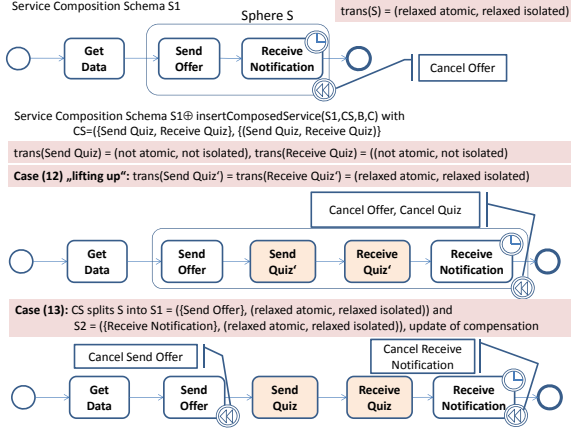 Service Composition Schema S1
trans(S) = (relaxed atomic, relaxed isolated)
Sphere S
Get
Data
Send
Offer
Receive
Notification
Cancel Offer
Service Composition Schema S1⊕ insertComposedService(S1,CS,B,C) with
CS=({Send Quiz, Receive Quiz}, {(Send Quiz, Receive Quiz)}
trans(Send Quiz) = (not atomic, not isolated), trans(Receive Quiz) = ((not atomic, not isolated)
Case (12) „lifting up“: trans(Send Quiz‘) = trans(Receive Quiz‘) = (relaxed atomic, relaxed isolated)
Cancel Offer, Cancel Quiz
Get
Data
Send
Offer
Send
Quiz‘
Receive
Quiz‘
Receive
Notification
Case (13): CS splits S into S1 = ({Send Offer}, (relaxed atomic, relaxed isolated)) and
S2 = ({Receive Notification}, (relaxed atomic, relaxed isolated)), update of compensation
Cancel Send Offer
Cancel Receive
Notification
Get
Data
Send
Offer
Send
Quiz
Receive
Quiz
Receive
Notification